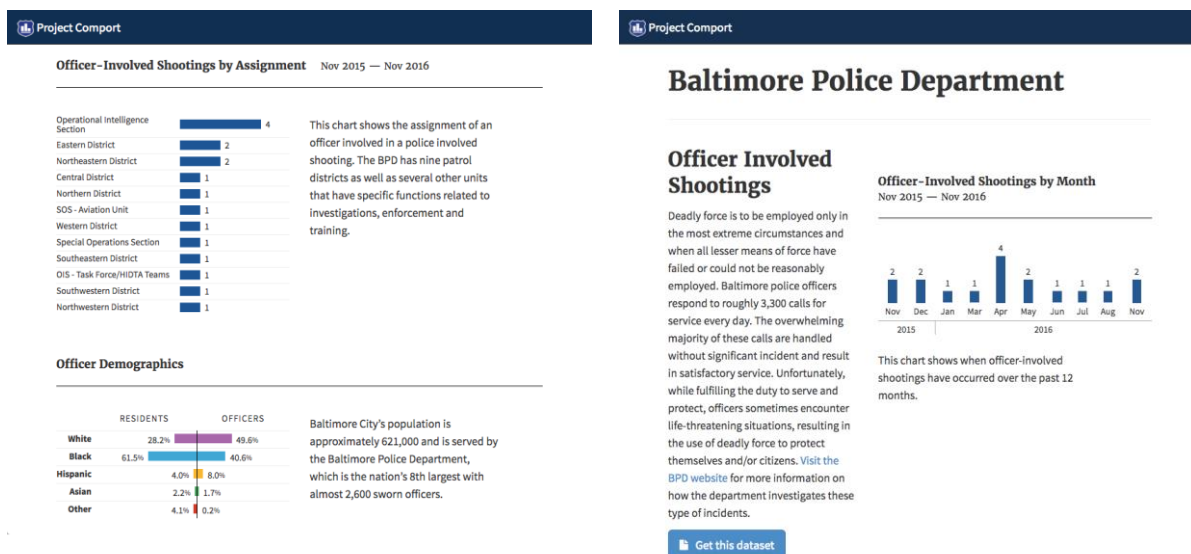 Project Comport
Officer-Involved Shootings by Assignment Nov 2015 — Nov 2016
Operational Intelligence
Section 4
Eastern District 2
Northeastern District 2
Central District 1
Northern District 1
SOS - Aviation Unit 1
Western District 1
Special Operations Section 1
Southeastern District 1
OIS - Task Force/HIDTA Teams 1
Southwestern District 1
Northwestern District 1
This chart shows the assignment of an
officer involved in a police involved
shooting. The BPD has nine patrol
districts as well as several other units
that have specific functions related to
investigations, enforcement and
training.
Officer Demographics
RESIDENTS OFFICERS
White 28.2% 49.6%
Black 61.5% 40.6%
Hispanic 4.0% 8.0%
Asian 2.2% 1.7%
Other 4.1% 0.2%
Baltimore City's population is
approximately 621,000 and is served by
the Baltimore Police Department,
which is the nation's 8th largest with
almost 2,600 sworn officers.
Project Comport
Baltimore Police Department
Officer Involved
Shootings
Deadly force is to be employed only in
the most extreme circumstances and
when all lesser means of force have
failed or could not be reasonably
employed. Baltimore police officers
respond to roughly 3,300 calls for
service every day. The overwhelming
majority of these calls are handled
without significant incident and result
in satisfactory service. Unfortunately,
while fulfilling the duty to serve and
protect, officers sometimes encounter
life-threatening situations, resulting in
the use of deadly force to protect
themselves and/or citizens. Visit the
BPD website for more information on
how the department investigates these
type of incidents.
Get this dataset
Officer-Involved Shootings by Month
Nov 2015 — Nov 2016
2 2 1 1 4 2 1 1 1 2
Nov Dec Jan Mar Apr May Jun Jul Aug Nov
2015 2016
This chart shows when officer-involved
shootings have occurred over the past 12
months.